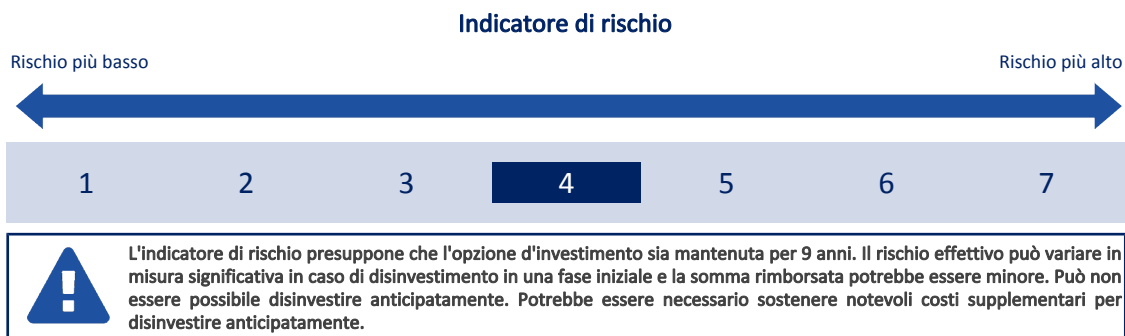 Indicatore di rischio
Rischio più basso
Rischio più alto
1 2 3 4 5 6 7
L'indicatore di rischio presuppone che l'opzione d'investimento sia mantenuta per 9 anni. Il rischio effettivo può variare in
misura significativa in caso di disinvestimento in una fase iniziale e la somma rimborsata potrebbe essere minore. Può non
essere possibile disinvestire anticipatamente. Potrebbe essere necessario sostenere notevoli costi supplementari per
disinvestire anticipatamente.